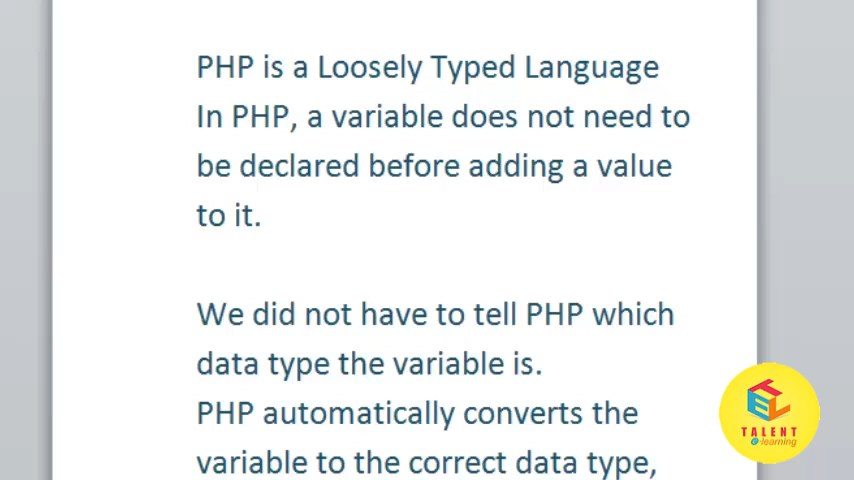 PHP is a Loosely Typed Language
In PHP, a variable does not need to
be declared before adding a value
to it.
We did not have to tell PHP which
data type the variable is.
PHP automatically converts the
variable to the correct data type,
TEL
TALENT
e-learning